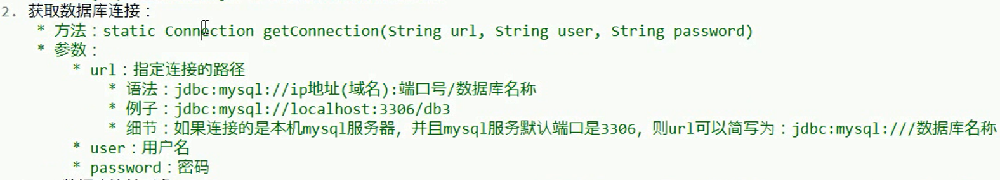 2. 获取数据库连接：
* 方法：static Connection getConnection(String url, String user, String password)
* 参数：
* url：指定连接的路径
* 语法：jdbc:mysql://ip地址(域名):端口号/数据库名称
* 例子：jdbc:mysql://localhost:3306/db3
* 细节：如果连接的是本机mysql服务器，并且mysql服务默认端口是3306，则url可以简写为：jdbc:mysql:///数据库名称
* user：用户名
* password：密码